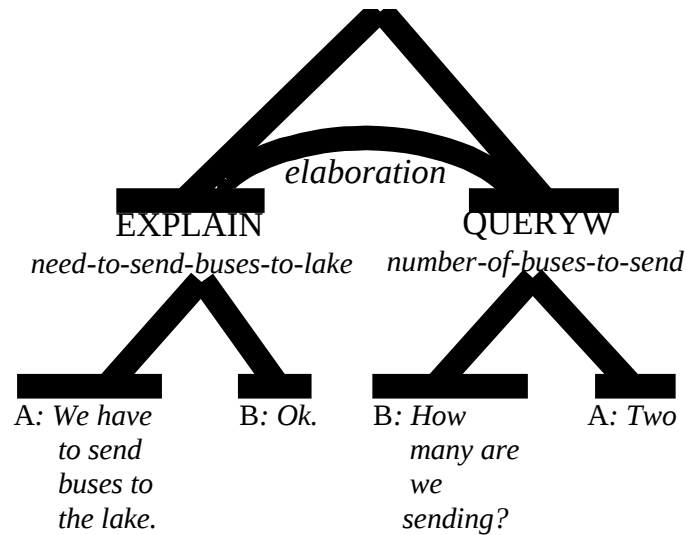 elaboration
EXPLAIN
QUERYW
need-to-send-buses-to-lake
number-of-buses-to-send
A: We have
to send
buses to
the lake.
B: Ok.
B: How
many are
we
sending?
A: Two